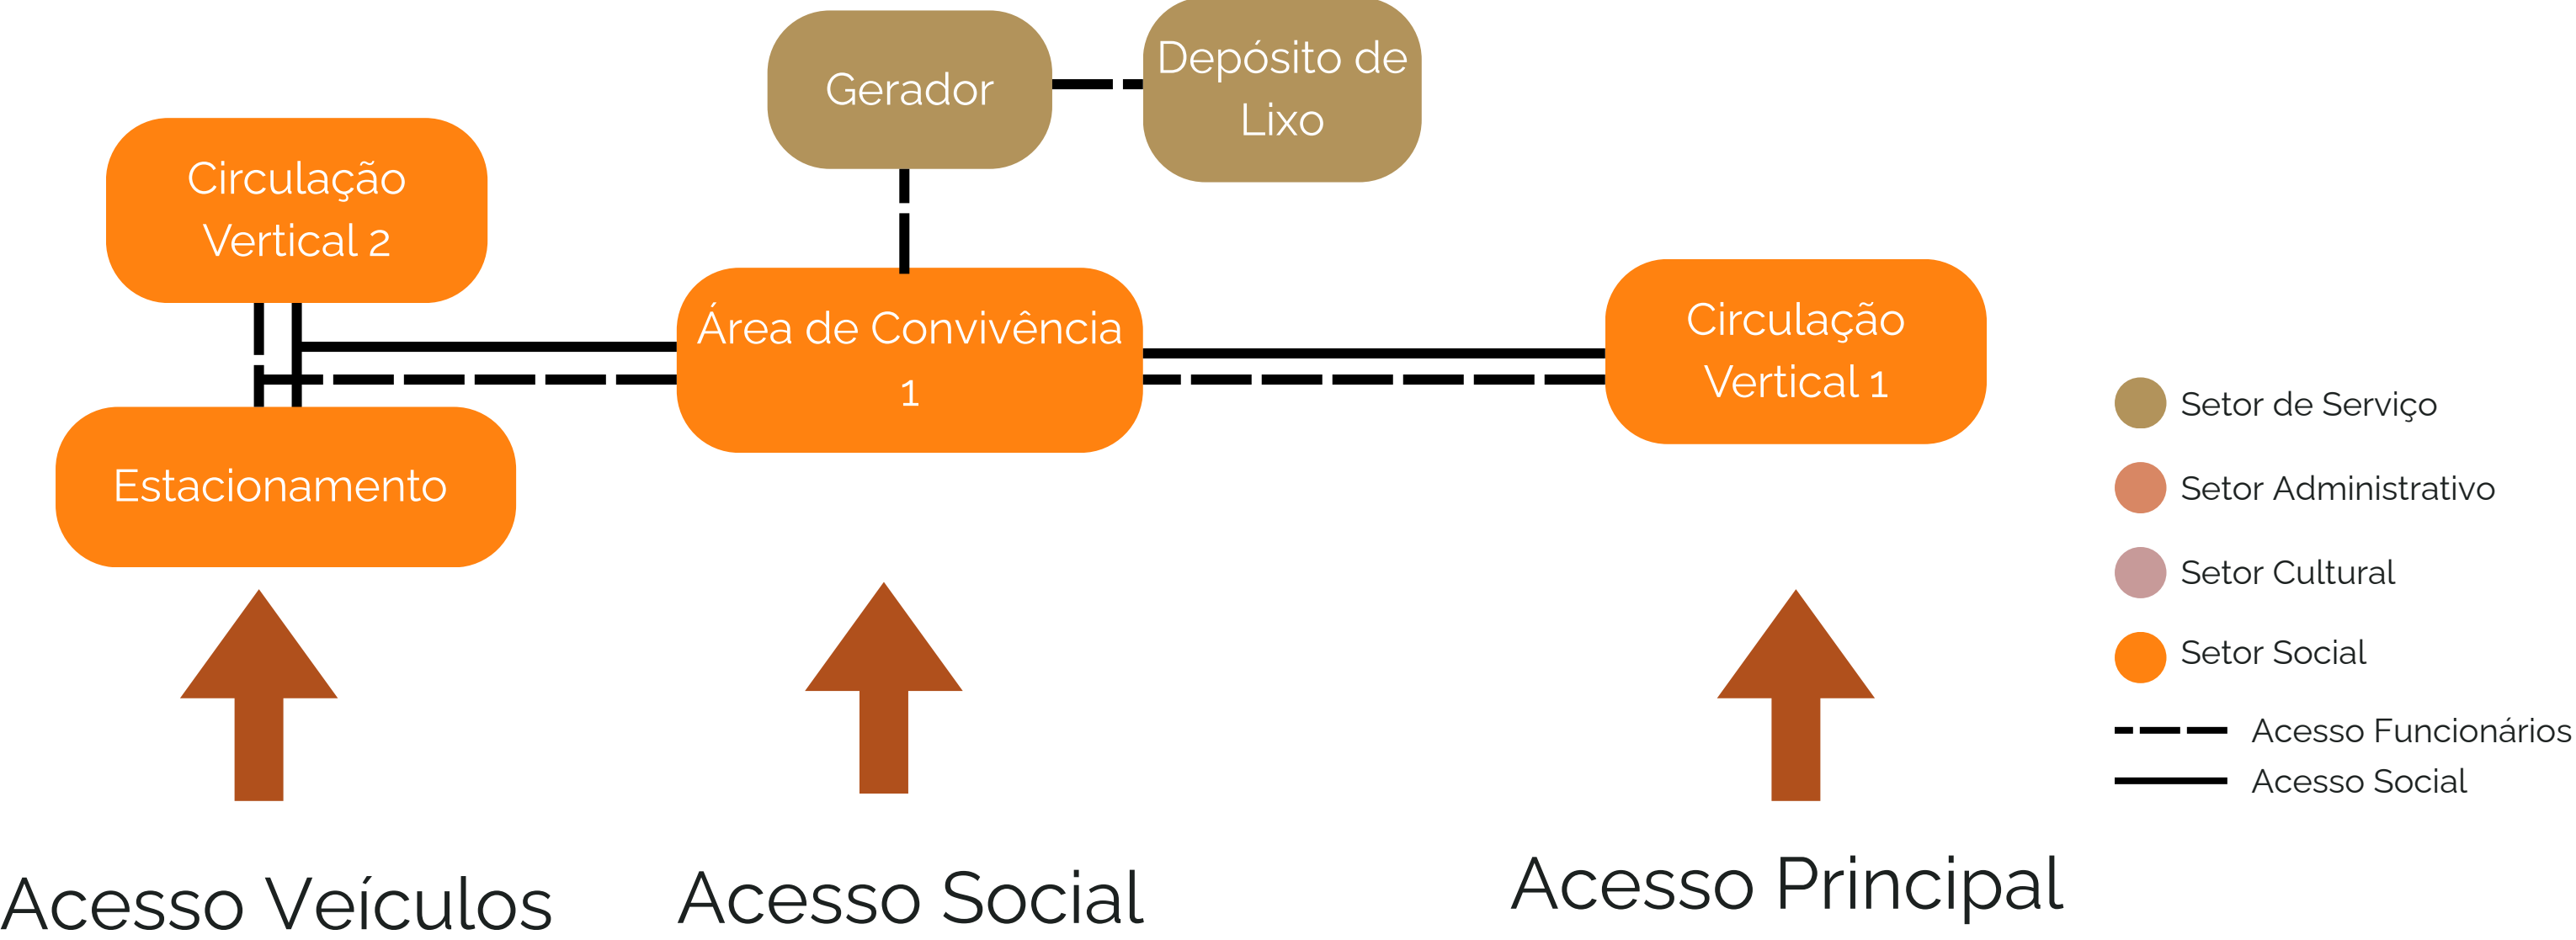 Gerador
Depósito de
Lixo
Circulação
Vertical 2
Área de Convivência
1
Circulação
Vertical 1
Estacionamento
Setor de Serviço
Setor Administrativo
Setor Cultural
Setor Social
Acesso Funcionários
Acesso Social
Acesso Veículos
Acesso Social
Acesso Principal